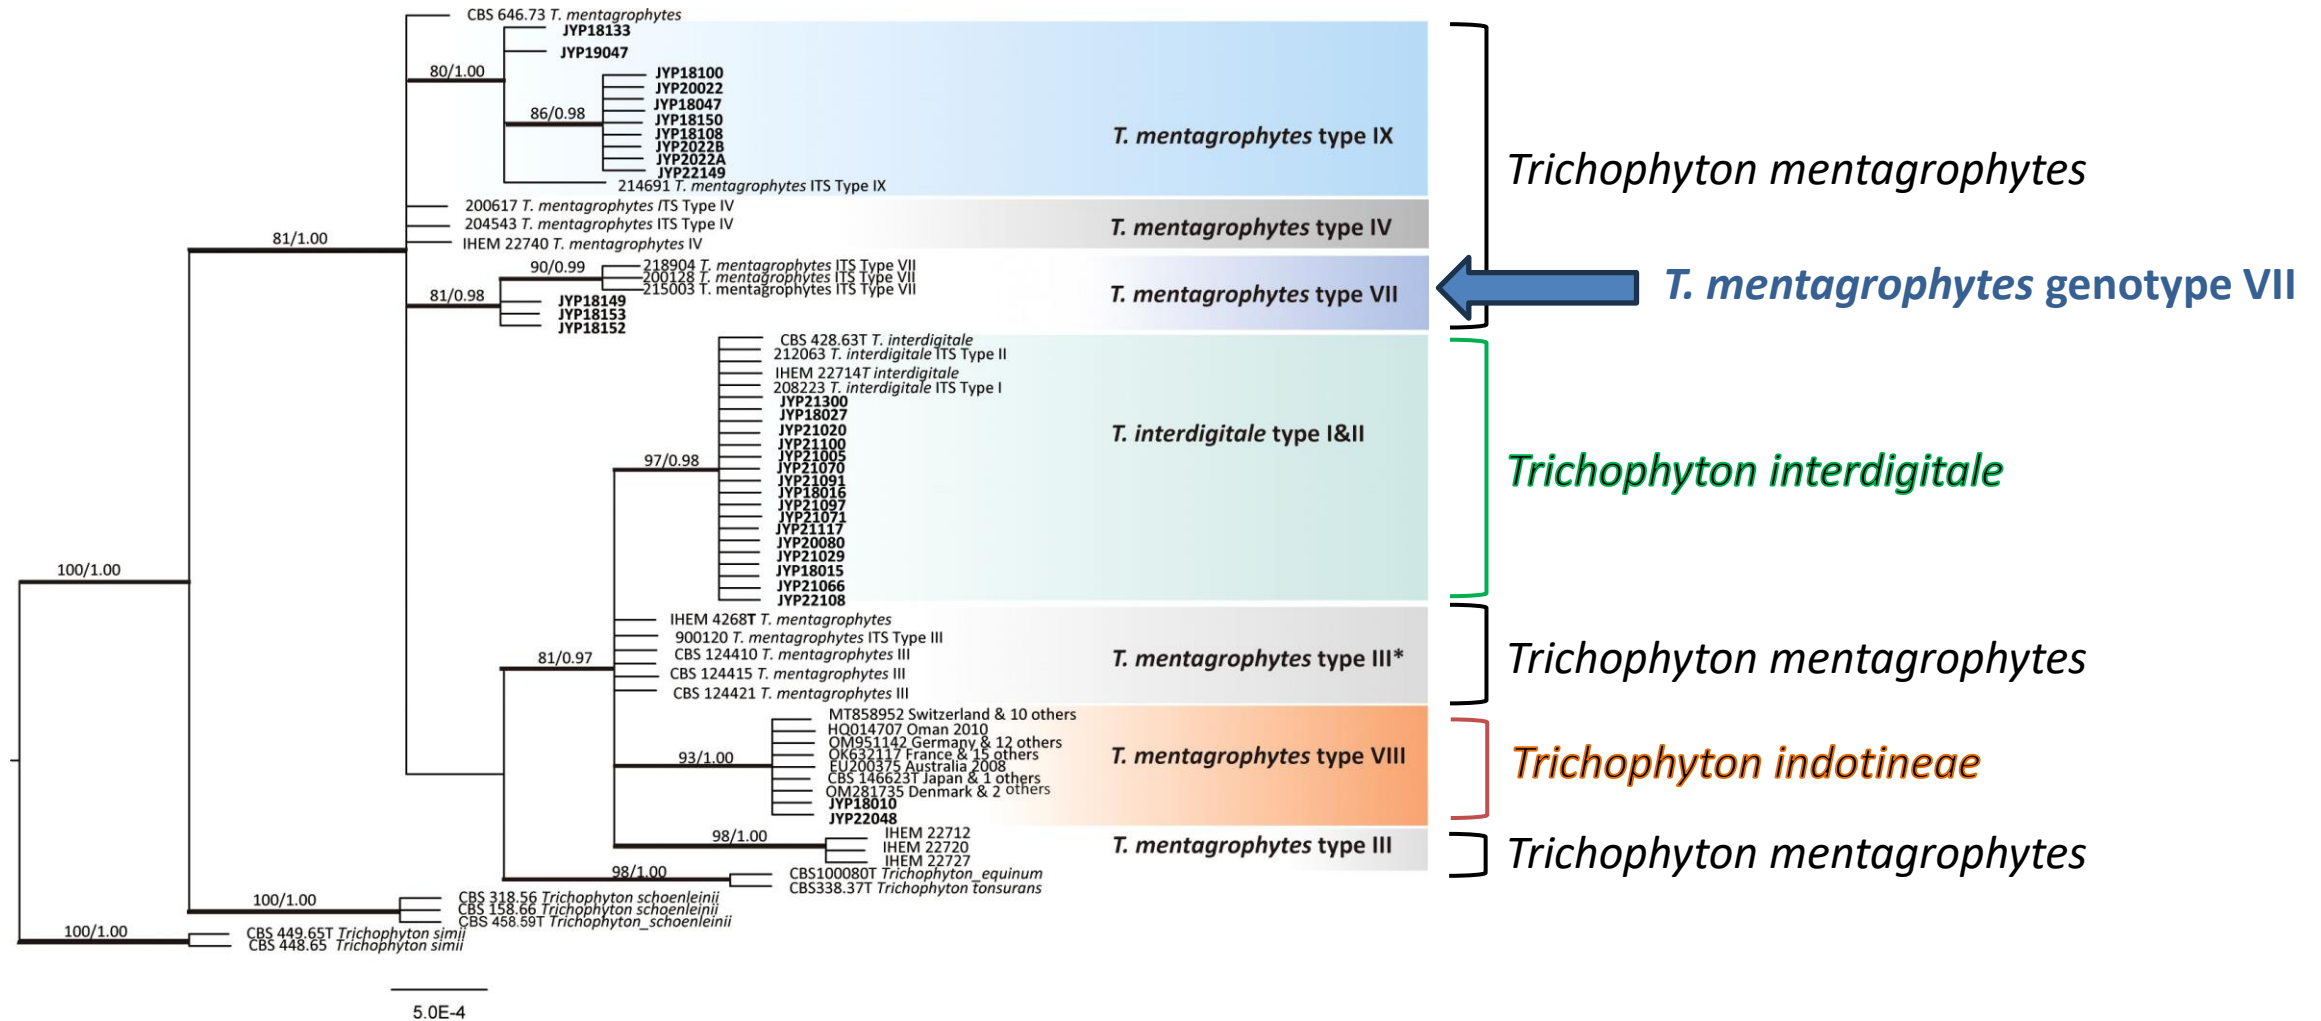 CBS 646.73 T. mentagrophytes
JYP18133
JYP19047
80/1.00
JYP18100
JYP20022
JYP18047
86/0.98
JYP18150
JYP18108
JYP2022B
JYP2022A
JYP22149
214691 T. mentagrophytes ITS Type IX
T. mentagrophytes type IX
Trichophyton mentagrophytes
200617 T. mentagrophytes ITS Type IV
204543 T. mentagrophytes ITS Type IV
IHEM 22740 T. mentagrophytes IV
T. mentagrophytes type IV
81/1.00
90/0.99
218904 T. mentagrophytes ITS Type VII
200128 T. mentagrophytes ITS Type VII
215003 T. mentagrophytes ITS Type VII
81/0.98
JYP18149
JYP18153
JYP18152
T. mentagrophytes type VII
T. mentagrophytes genotype VII
CBS 428.63T T. interdigitale
212063 T. interdigitale ITS Type II
IHEM 22714T interdigitale
208223 T. interdigitale ITS Type I
JYP21300
JYP18027
JYP21020
JYP21100
JYP21005
97/0.98
JYP21070
JYP21091
JYP18016
JYP21097
JYP21071
JYP21117
JYP20080
JYP21029
JYP18015
JYP21066
JYP22108
T. interdigitale type I&II
Trichophyton interdigitale
100/1.00
IHEM 4268T T. mentagrophytes
900120 T. mentagrophytes ITS Type III
CBS 124410 T. mentagrophytes III
CBS 124415 T. mentagrophytes III
CBS 124421 T. mentagrophytes III
81/0.97
T. mentagrophytes type III*
Trichophyton mentagrophytes
MT858952 Switzerland & 10 others
HQ014707 Oman 2010
OM951142 Germany & 12 others
OK632117 France & 15 others
EU200375 Australia 2008
CBS 146623T Japan & 1 others
OM281735 Denmark & 2 others
JYP18010
JYP22048
93/1.00
T. mentagrophytes type VIII
Trichophyton indotineae
98/1.00
IHEM 22712
IHEM 22720
IHEM 22727
T. mentagrophytes type III
Trichophyton mentagrophytes
98/1.00
CBS100080T Trichophyton_equinum
CBS338.37T Trichophyton tonsurans
100/1.00
CBS 318.56 Trichophyton schoenleinii
CBS 158.66 Trichophyton schoenleinii
CBS 458.59T Trichophyton_schoenleinii
100/1.00
CBS 449.65T Trichophyton simii
CBS 448.65 Trichophyton simii
5.0E-4